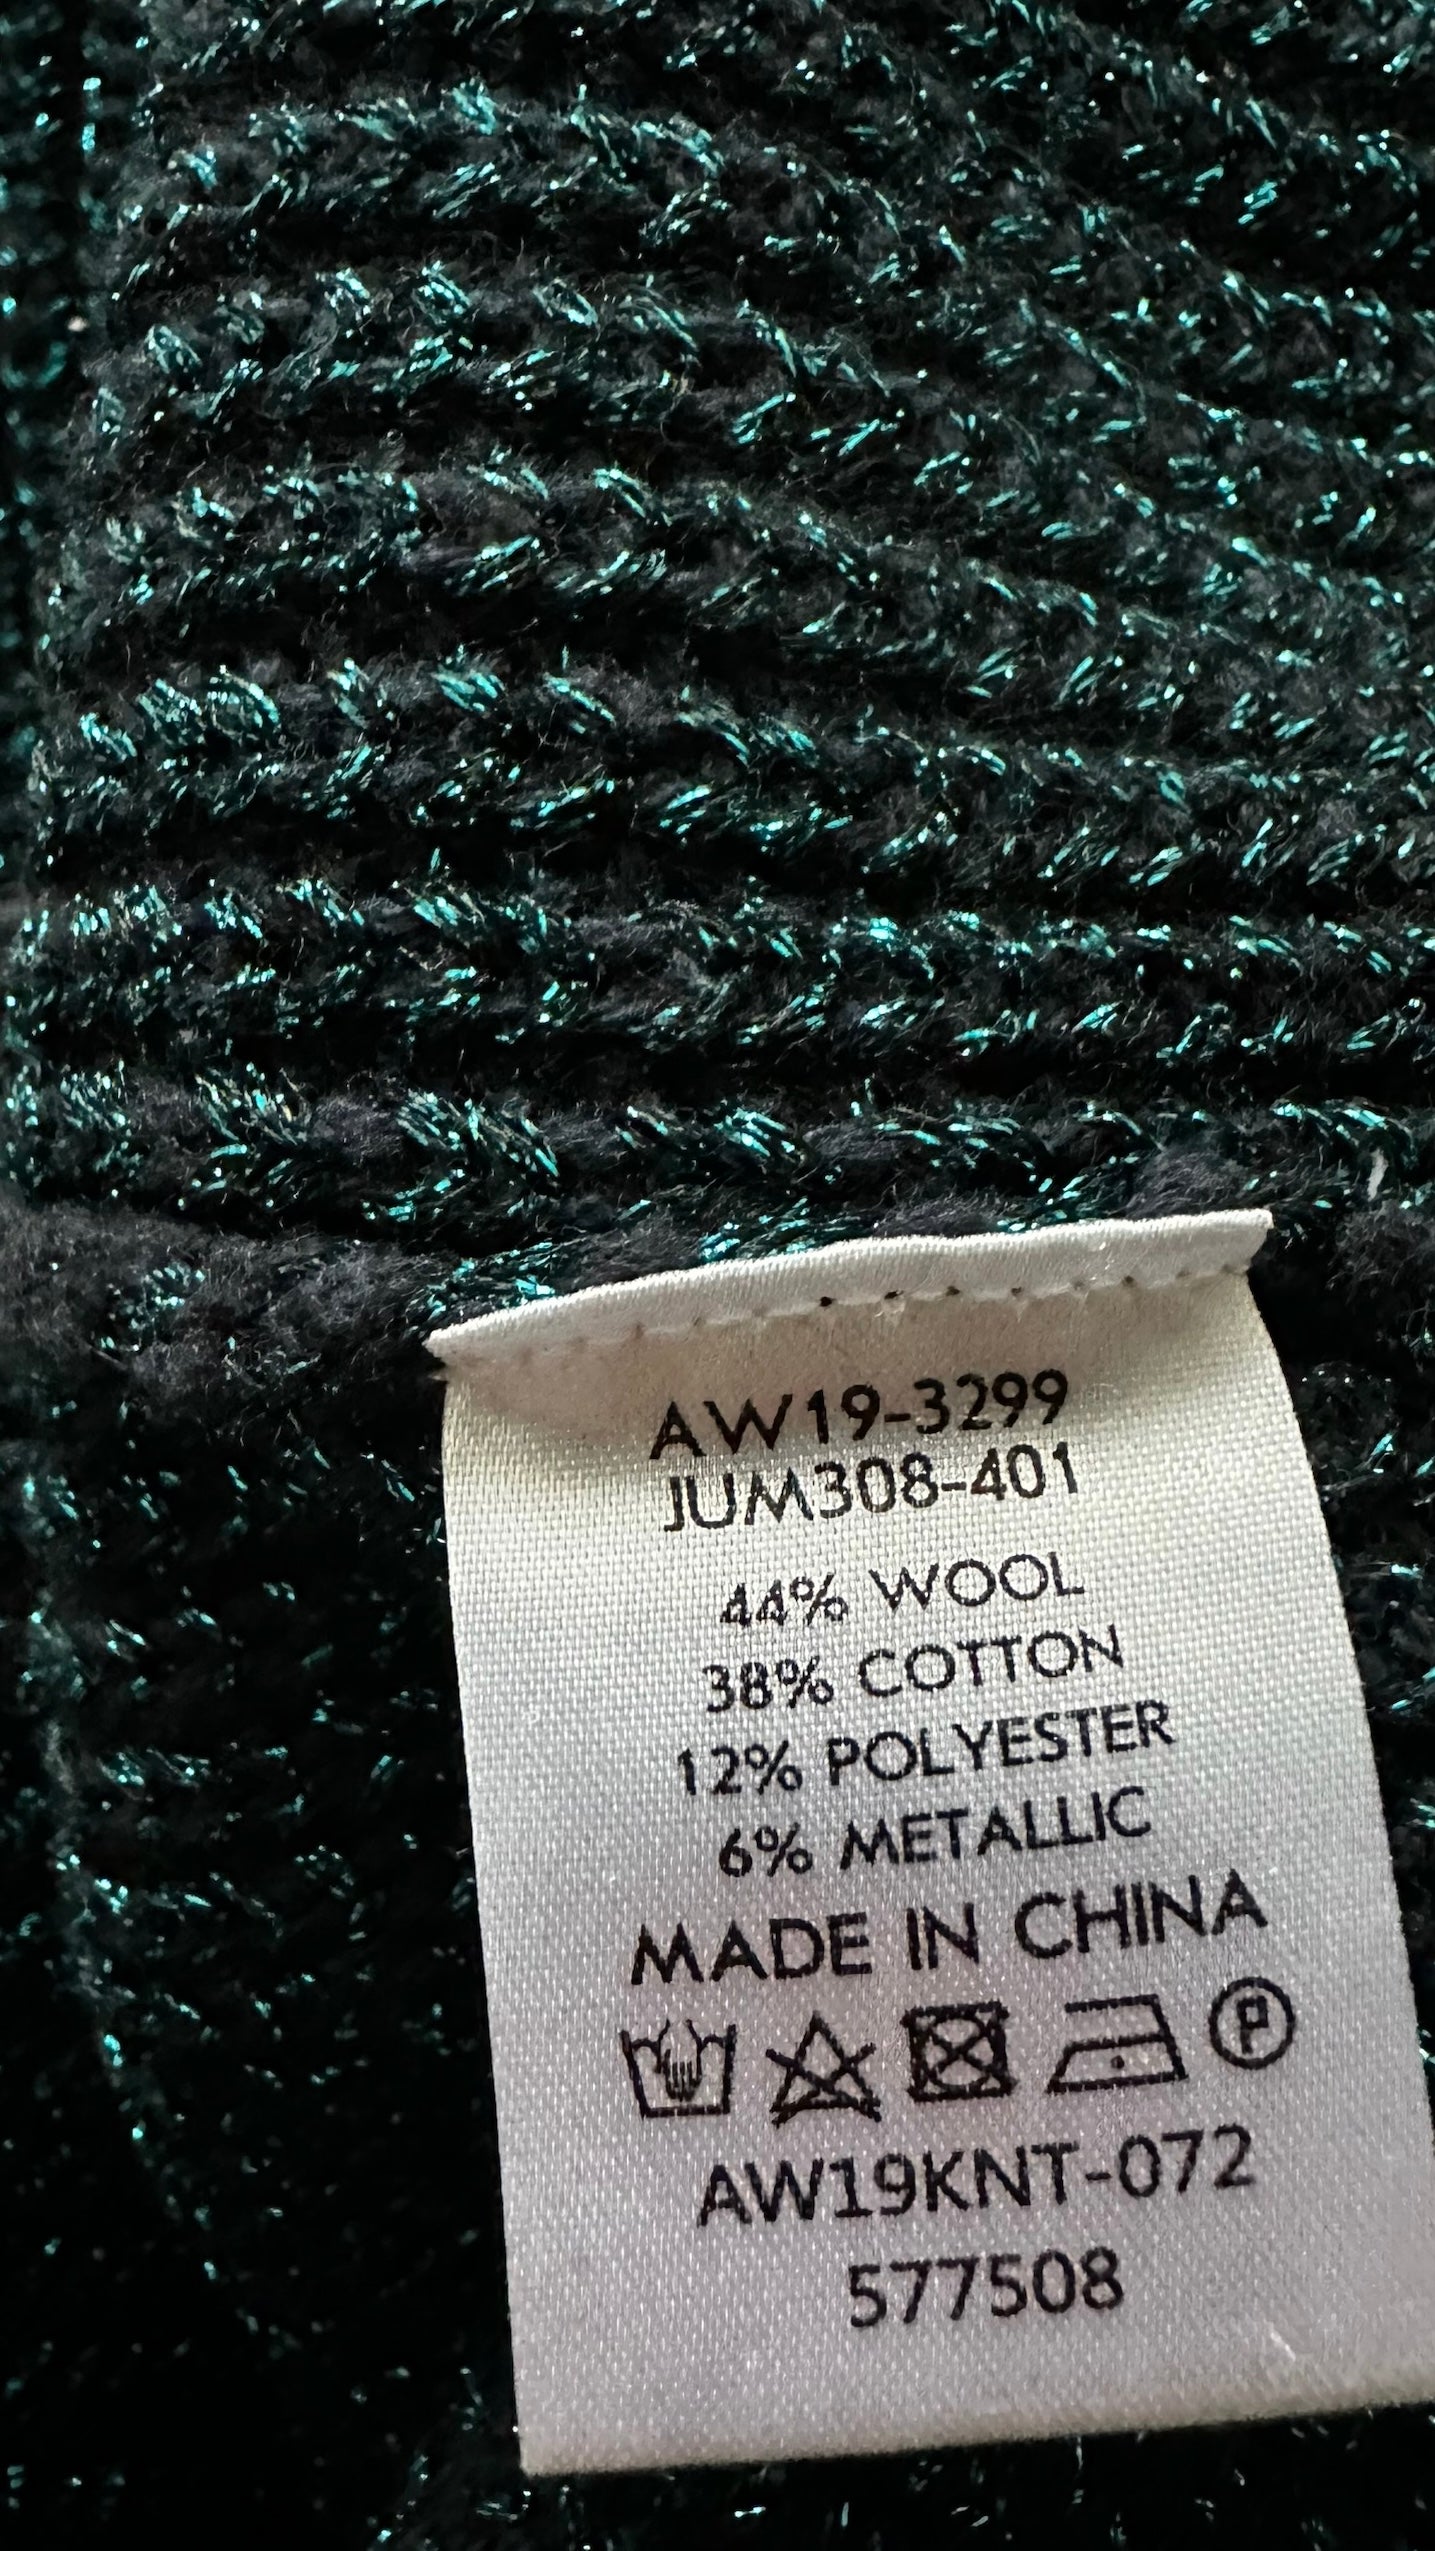 AW19-3299
JUM308-401
44% WOOL
38% COTTON
12% POLYESTER
6% METALLIC
MADE IN CHINA
P
AW19KNT-072
577508